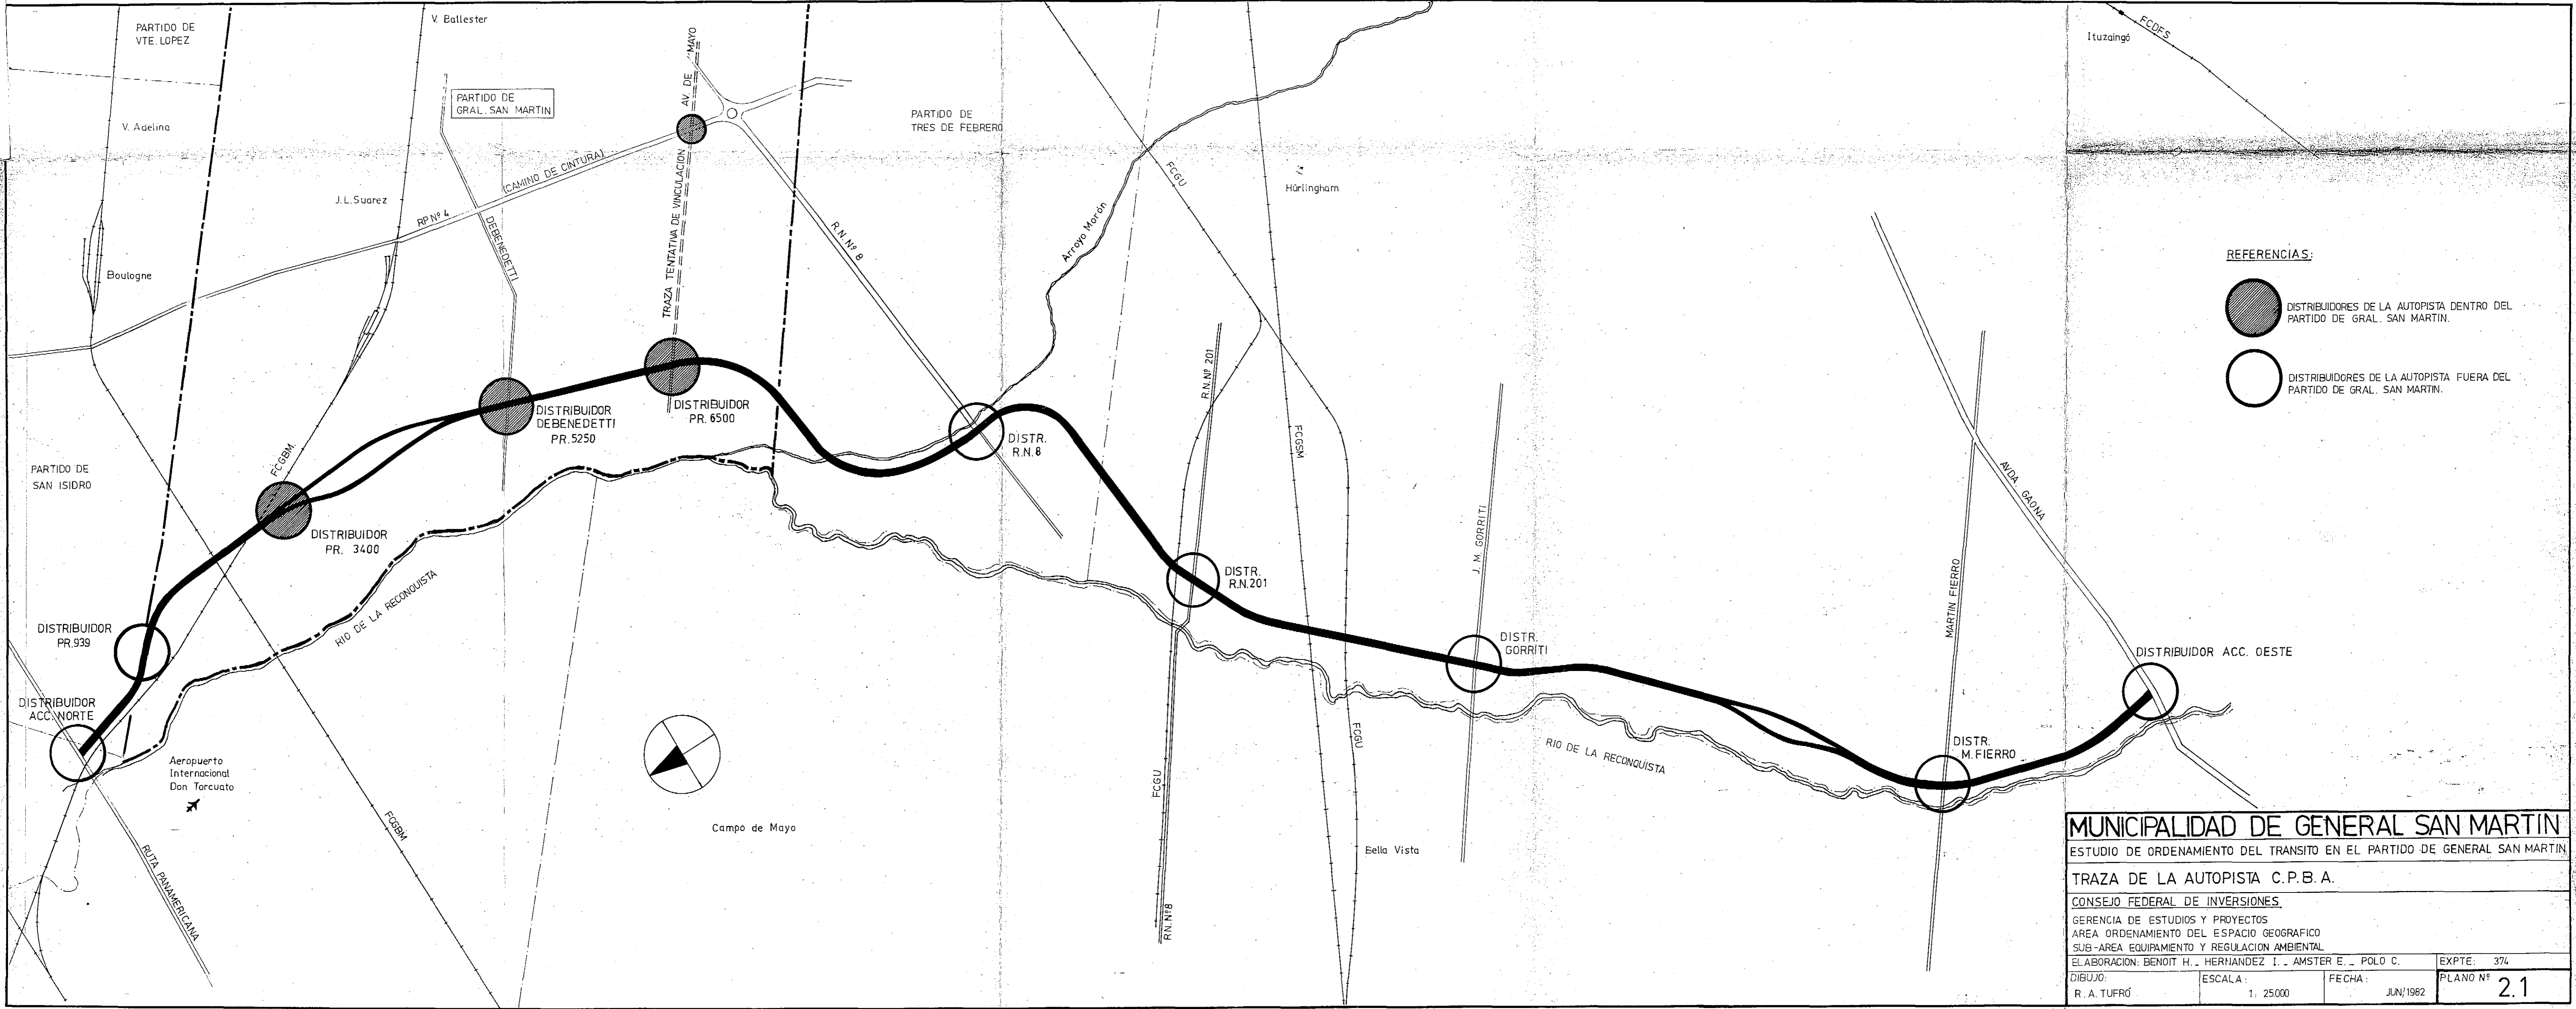 PARTIDO DE
VTE. LOPEZ
V. Ballester
AV. DE MAYO
FCDFS
Ituzaingó
PARTIDO DE
GRAL. SAN MARTIN
PARTIDO DE
TRES DE FEBRERO
V. Adelina
(CAMINO DE CINTURA)
FCGU
Húrlingham
J.L. Suarez
RP Nº 4
DEBENEDETTI
TRAZA TENTATIVA DE VINCULACION
R.N. Nº 8
Arroyo Morón
Boulogne
REFERENCIAS:
DISTRIBUIDORES DE LA AUTOPISTA DENTRO DEL
PARTIDO DE GRAL. SAN MARTIN.
DISTRIBUIDORES DE LA AUTOPISTA FUERA DEL
PARTIDO DE GRAL. SAN MARTIN.
R.N. Nº 201
DISTRIBUIDOR
DEBENEDETTI
PR. 5250
DISTRIBUIDOR
PR. 6500
DISTR.
R.N. 8
FCGSM
FCGBM
PARTIDO DE
SAN ISIDRO
AVDA. GAONA
DISTRIBUIDOR
PR. 3400
J. M. GORRITI
DISTR.
R.N.201
RIO DE LA RECONQUISTA
MARTIN FIERRO
DISTRIBUIDOR
PR.939
DISTR.
GORRITI
DISTRIBUIDOR ACC. OESTE
DISTRIBUIDOR
ACC. NORTE
FCGU
DISTR.
M. FIERRO
RIO DE LA RECONQUISTA
Aeropuerto
Internacional
Don Torcuato
FCGU
FCGBM
Campo de Mayo
Bella Vista
RUTA PANAMERICANA
RN. Nº8
MUNICIPALIDAD DE GENERAL SAN MARTIN
ESTUDIO DE ORDENAMIENTO DEL TRANSITO EN EL PARTIDO DE GENERAL SAN MARTIN
TRAZA DE LA AUTOPISTA C.P.B.A.
CONSEJO FEDERAL DE INVERSIONES
GERENCIA DE ESTUDIOS Y PROYECTOS
AREA ORDENAMIENTO DEL ESPACIO GEOGRAFICO
SUB-AREA EQUIPAMIENTO Y REGULACION AMBIENTAL
ELABORACION: BENOIT H._ HERNANDEZ I._ AMSTER E._ POLO C.
EXPTE: 374
DIBUJO:
R.A. TUFRÓ
ESCALA:
1: 25000
FECHA:
JUN/1982
PLANO Nº 2.1